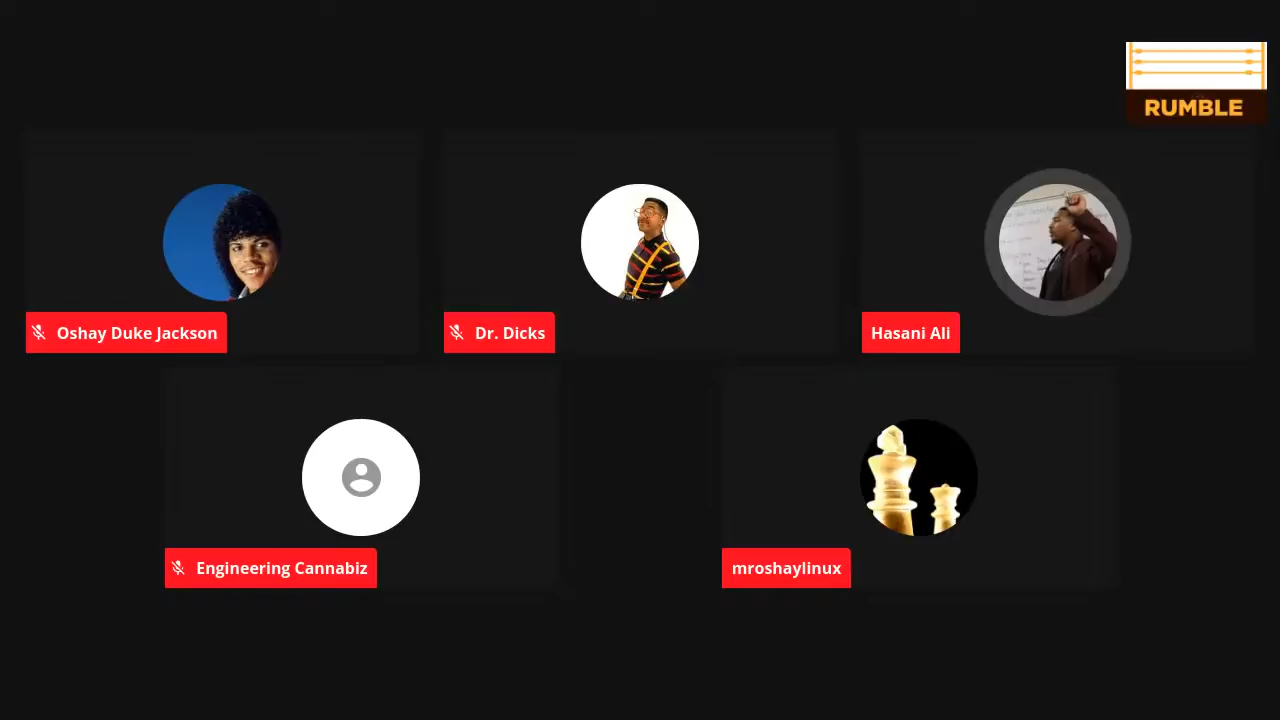 RUMBLE
Oshay Duke Jackson
Dr. Dicks
Hasani Ali
Engineering Cannabiz
mroshaylinux